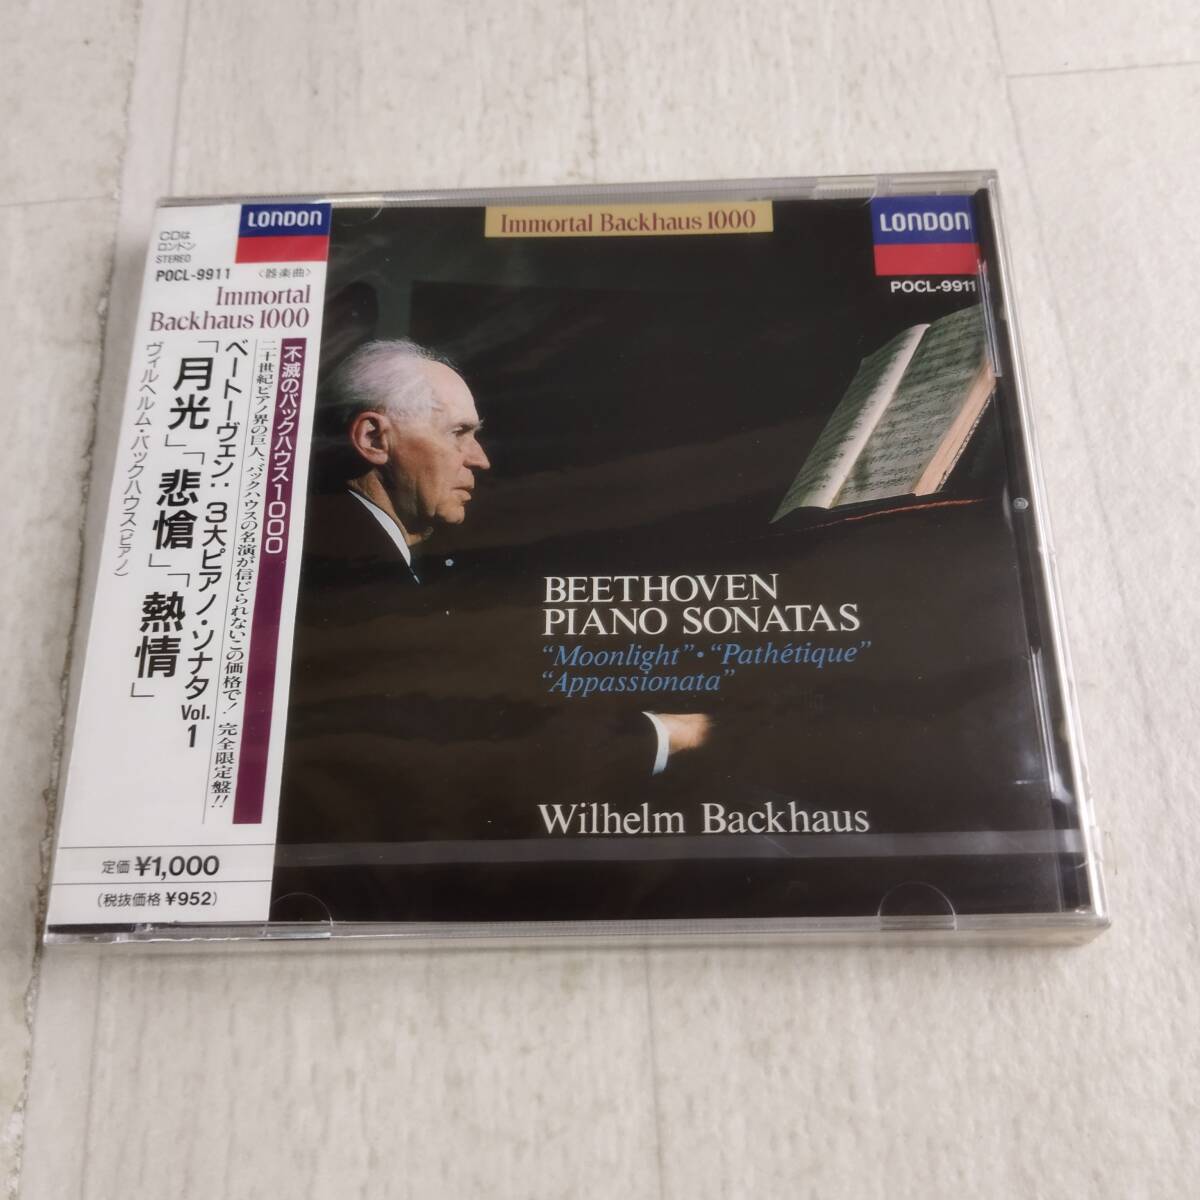 LONDON
CDは
ロンドン
STEREO
POCL-9911
〈器楽曲〉
Immortal
Backhaus 1000
不滅のバックハウス1000
二十世紀ピアノ界の巨人、バックハウスの名演が信じられないこの価格で! 完全限定盤!!
ベートーヴェン:3大ピアノ・ソナタ Vol. 1
「月光」「悲愴」「熱情」
ヴィルヘルム・バックハウス(ピアノ)
定価 ¥1,000
(税抜価格 ¥952)
Immortal Backhaus 1000
LONDON
POCL-9911
BEETHOVEN
PIANO SONATAS
“Moonlight”・“Pathétique”
“Appassionata”
Wilhelm Backhaus